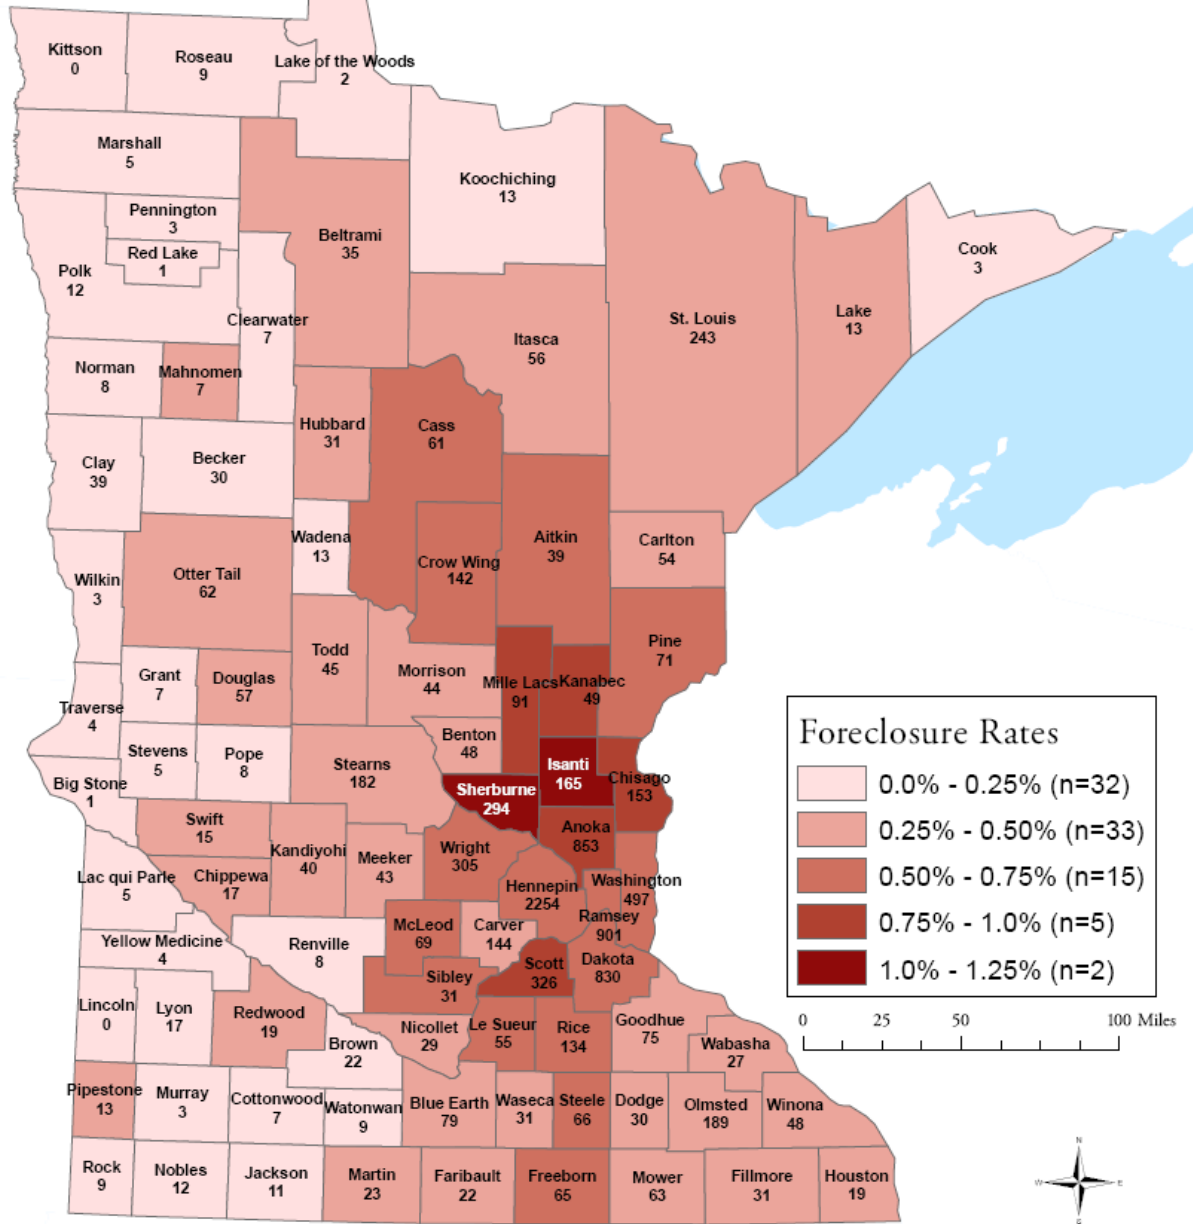 Kittson
0
Roseau
9
Lake of the Woods
2
Marshall
5
Koochiching
13
Pennington
3
Red Lake
1
Polk
12
Beltrami
35
Cook
3
Clearwater
7
Itasca
56
St. Louis
243
Lake
13
Norman
8
Mahnomen
7
Hubbard
31
Cass
61
Clay
39
Becker
30
Wadena
13
Crow Wing
142
Aitkin
39
Carlton
54
Wilkin
3
Otter Tail
62
Todd
45
Morrison
44
Pine
71
Grant
7
Douglas
57
Mille Lacs
91
Kanabec
49
Traverse
4
Stevens
5
Pope
8
Stearns
182
Benton
48
Isanti
165
Chisago
153
Big Stone
1
Sherburne
294
Swift
15
Kandiyohi
40
Meeker
43
Wright
305
Anoka
853
Lac qui Parle
5
Chippewa
17
Hennepin
2254
Washington
497
Ramsey
901
McLeod
69
Carver
144
Yellow Medicine
4
Renville
8
Scott
326
Dakota
830
Sibley
31
Lincoln
0
Lyon
17
Redwood
19
Brown
22
Nicollet
29
Le Sueur
55
Rice
134
Goodhue
75
Wabasha
27
Pipestone
13
Murray
3
Cottonwood
7
Watonwan
9
Blue Earth
79
Waseca
31
Steele
66
Dodge
30
Olmsted
189
Winona
48
Rock
9
Nobles
12
Jackson
11
Martin
23
Faribault
22
Freeborn
65
Mower
63
Fillmore
31
Houston
19
Foreclosure Rates
0.0% - 0.25% (n=32)
0.25% - 0.50% (n=33)
0.50% - 0.75% (n=15)
0.75% - 1.0% (n=5)
1.0% - 1.25% (n=2)
0 25 50 100 Miles
N
W E
S